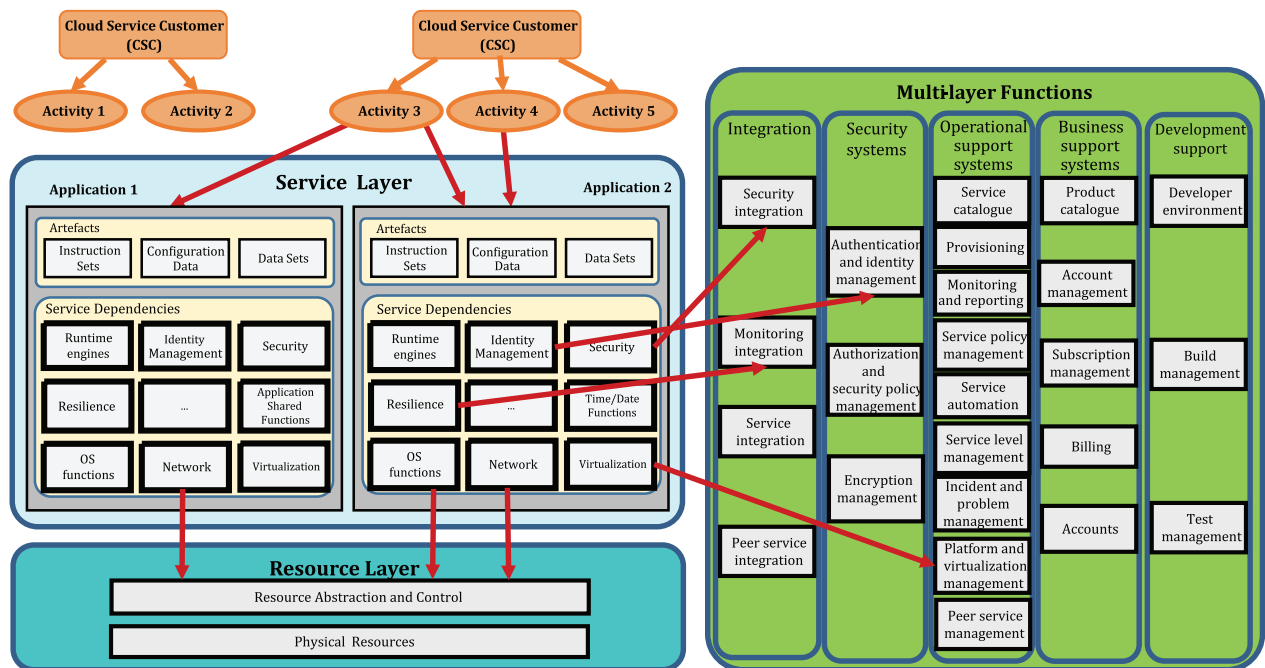 Cloud Service Customer
(CSC)
Cloud Service Customer
(CSC)
Activity 1
Activity 2
Activity 3
Activity 4
Activity 5
Service Layer
Application 1
Application 2
Artefacts
Instruction
Sets
Configuration
Data
Data Sets
Service Dependencies
Runtime
engines
Identity
Management
Security
Resilience
...
Application
Shared
Functions
OS
functions
Network
Virtualization
Artefacts
Instruction
Sets
Configuration
Data
Data Sets
Service Dependencies
Runtime
engines
Identity
Management
Security
Resilience
...
Time/Date
Functions
OS
functions
Network
Virtualization
Resource Layer
Resource Abstraction and Control
Physical Resources
Multi-layer Functions
Integration
Security
integration
Monitoring
integration
Service
integration
Peer service
integration
Security
systems
Authentication
and identity
management
Authorization
and
security policy
management
Encryption
management
Operational
support
systems
Service
catalogue
Provisioning
Monitoring
and reporting
Service policy
management
Service
automation
Service level
management
Incident and
problem
management
Platform and
virtualization
management
Peer service
management
Business
support
systems
Product
catalogue
Account
management
Subscription
management
Billing
Accounts
Development
support
Developer
environment
Build
management
Test
management